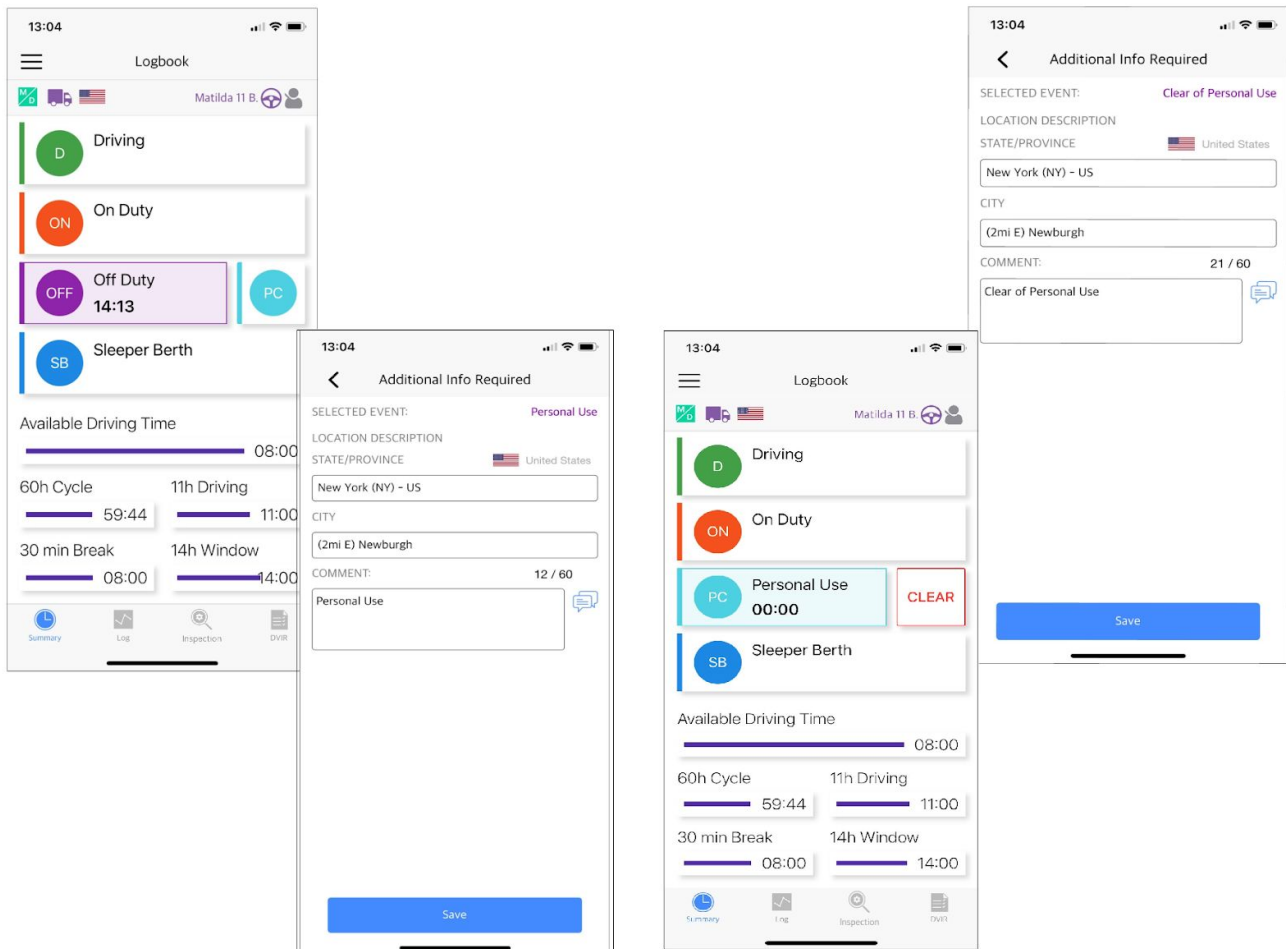 13:04
Logbook
M/D
Matilda 11 B.
D Driving
ON On Duty
OFF Off Duty
14:13
PC
SB Sleeper Berth
Available Driving Time
08:00
60h Cycle 11h Driving
59:44 11:00
30 min Break 14h Window
08:00 14:00
Summary Log Inspection DVIR
13:04
Additional Info Required
SELECTED EVENT: Personal Use
LOCATION DESCRIPTION
STATE/PROVINCE United States
New York (NY) - US
CITY
(2mi E) Newburgh
COMMENT: 12 / 60
Personal Use
Save
13:04
Logbook
M/D
Matilda 11 B.
D Driving
ON On Duty
PC Personal Use
00:00
CLEAR
SB Sleeper Berth
Available Driving Time
08:00
60h Cycle 11h Driving
59:44 11:00
30 min Break 14h Window
08:00 14:00
Summary Log Inspection DVIR
13:04
Additional Info Required
SELECTED EVENT: Clear of Personal Use
LOCATION DESCRIPTION
STATE/PROVINCE United States
New York (NY) - US
CITY
(2mi E) Newburgh
COMMENT: 21 / 60
Clear of Personal Use
Save